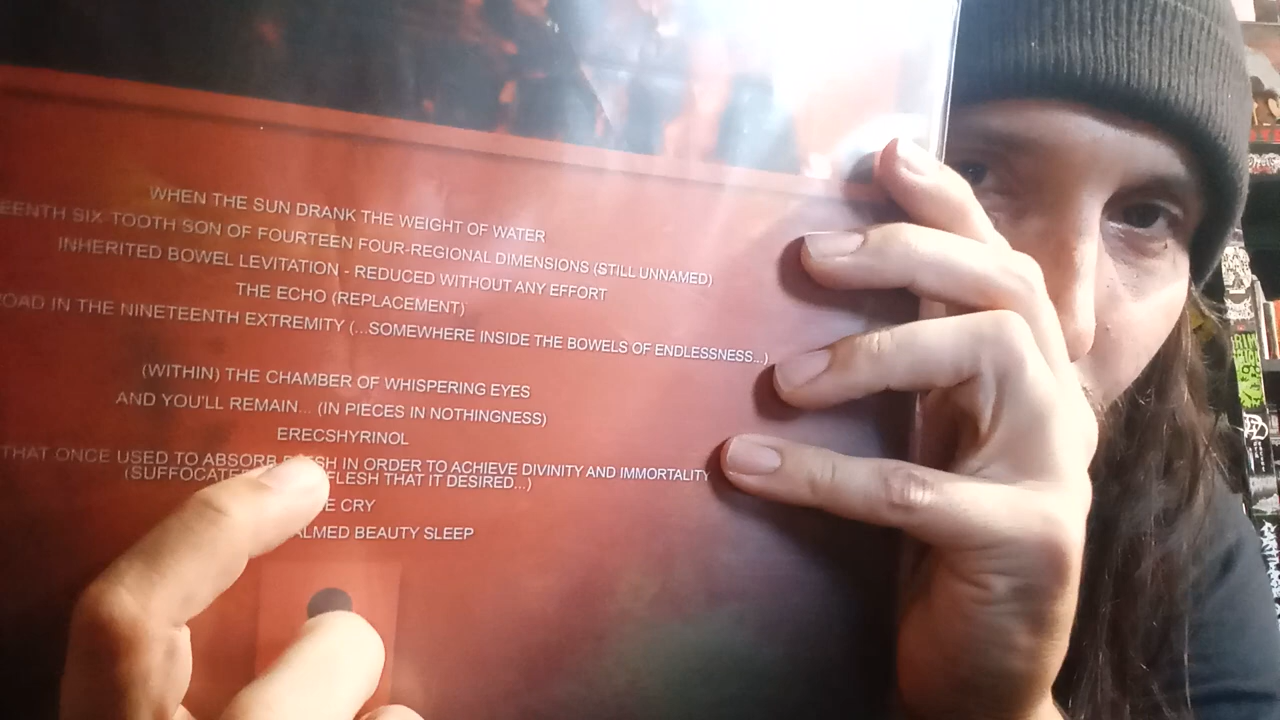 WHEN THE SUN DRANK THE WEIGHT OF WATER
EENTH SIX-TOOTH SON OF FOURTEEN FOUR-REGIONAL DIMENSIONS (STILL UNNAMED)
INHERITED BOWEL LEVITATION - REDUCED WITHOUT ANY EFFORT
THE ECHO (REPLACEMENT)
OAD IN THE NINETEENTH EXTREMITY (...SOMEWHERE INSIDE THE BOWELS OF ENDLESSNESS...)
(WITHIN) THE CHAMBER OF WHISPERING EYES
AND YOU'LL REMAIN... (IN PIECES IN NOTHINGNESS)
ERECSHYRINOL
THAT ONCE USED TO ABSORB SH IN ORDER TO ACHIEVE DIVINITY AND IMMORTALITY
(SUFFOCATE FLESH THAT IT DESIRED...)
E CRY
ALMED BEAUTY SLEEP